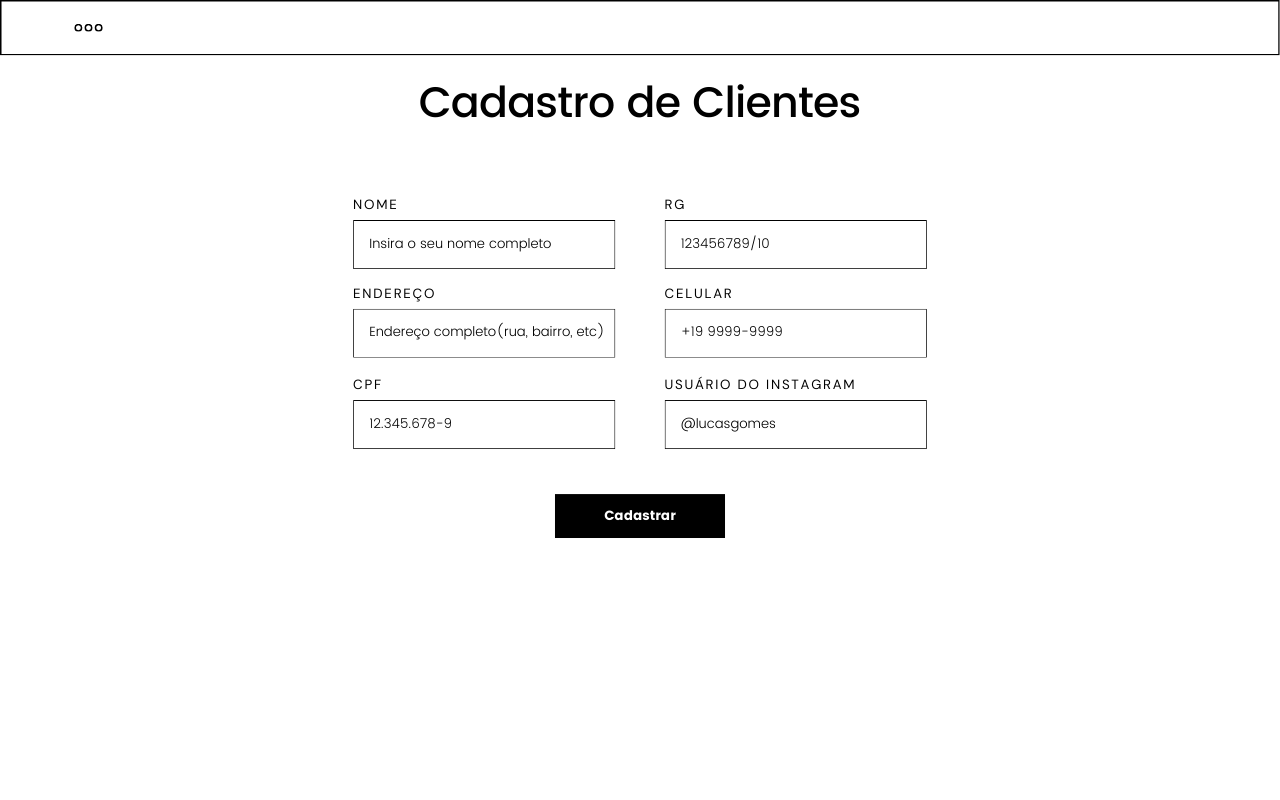 Cadastro de Clientes
NOME
Insira o seu nome completo
RG
123456789/10
ENDEREÇO
Endereço completo(rua, bairro, etc)
CELULAR
+19 9999-9999
CPF
12.345.678-9
USUÁRIO DO INSTAGRAM
@lucasgomes
Cadastrar